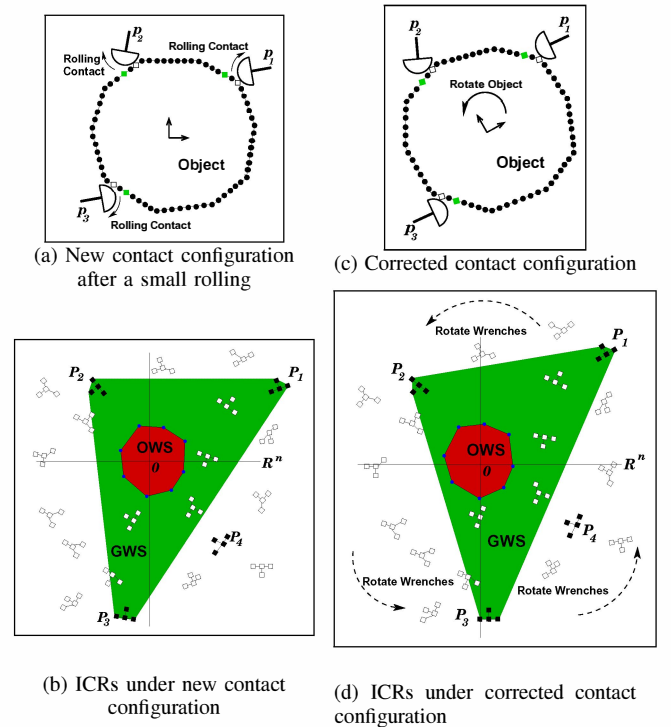 p2
Rolling Contact
p1
Rolling
Contact
Object
p3
Rolling Contact
(a) New contact configuration
after a small rolling
p2
p1
Rotate Object
Object
p3
(c) Corrected contact configuration
P2
P1
OWS
0
R^n
GWS
P4
P3
(b) ICRs under new contact
configuration
Rotate Wrenches
P1
P2
OWS
0
R^n
GWS
P4
Rotate Wrenches
Rotate Wrenches
P3
(d) ICRs under corrected contact
configuration